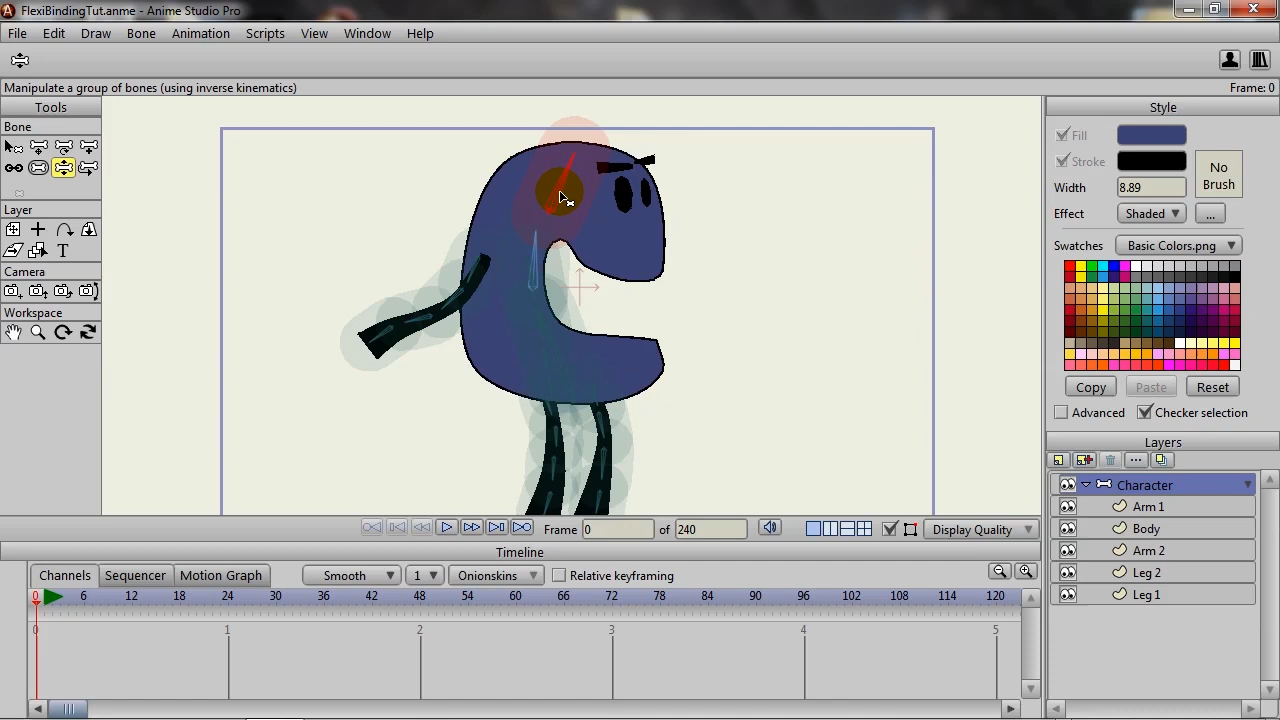 FlexiBindingTut.anme - Anime Studio Pro
File Edit Draw Bone Animation Scripts View Window Help
Manipulate a group of bones (using inverse kinematics) Frame: 0
Tools
Bone
Layer
T
Camera
Workspace
Style
Fill
Stroke
No Brush
Width 8.89
Effect Shaded ...
Swatches Basic Colors.png
Copy Paste Reset
Advanced Checker selection
Layers
Character
Arm 1
Body
Arm 2
Leg 2
Leg 1
Frame 0 of 240 Display Quality
Timeline
Channels Sequencer Motion Graph Smooth 1 Onionskins Relative keyframing
0 6 12 18 24 30 36 42 48 54 60 66 72 78 84 90 96 102 108 114 120
0 1 2 3 4 5